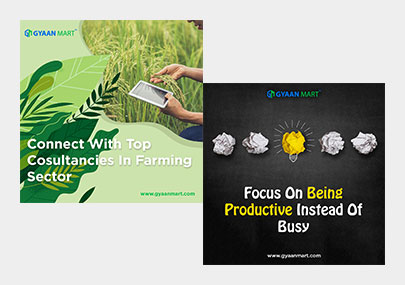 GYAAN MART
Connect With Top
Cosultancies In Farming
Sector
www.gyaanmart.com
GYAAN MART
Focus On Being
Productive Instead Of
Busy
www.gyaanmart.com